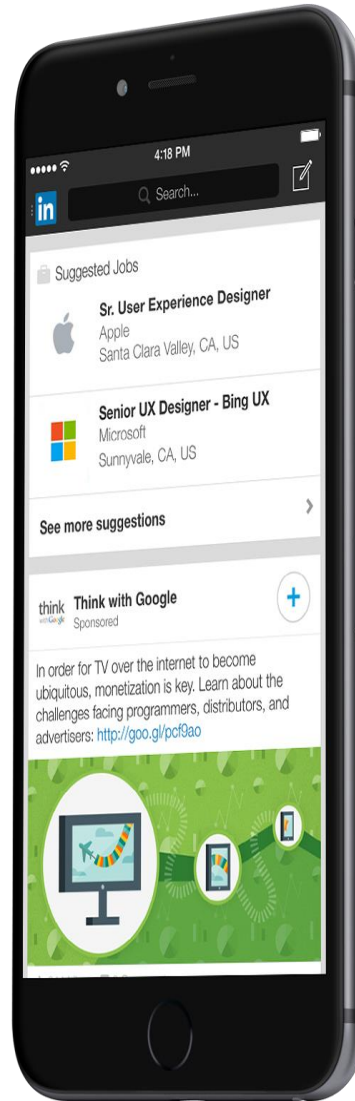 4:18 PM
in
Search...
Suggested Jobs
Sr. User Experience Designer
Apple
Santa Clara Valley, CA, US
Senior UX Designer - Bing UX
Microsoft
Sunnyvale, CA, US
See more suggestions
think
with Google
Think with Google
Sponsored
In order for TV over the internet to become
ubiquitous, monetization is key. Learn about the
challenges facing programmers, distributors, and
advertisers: http://goo.gl/pcf9ao